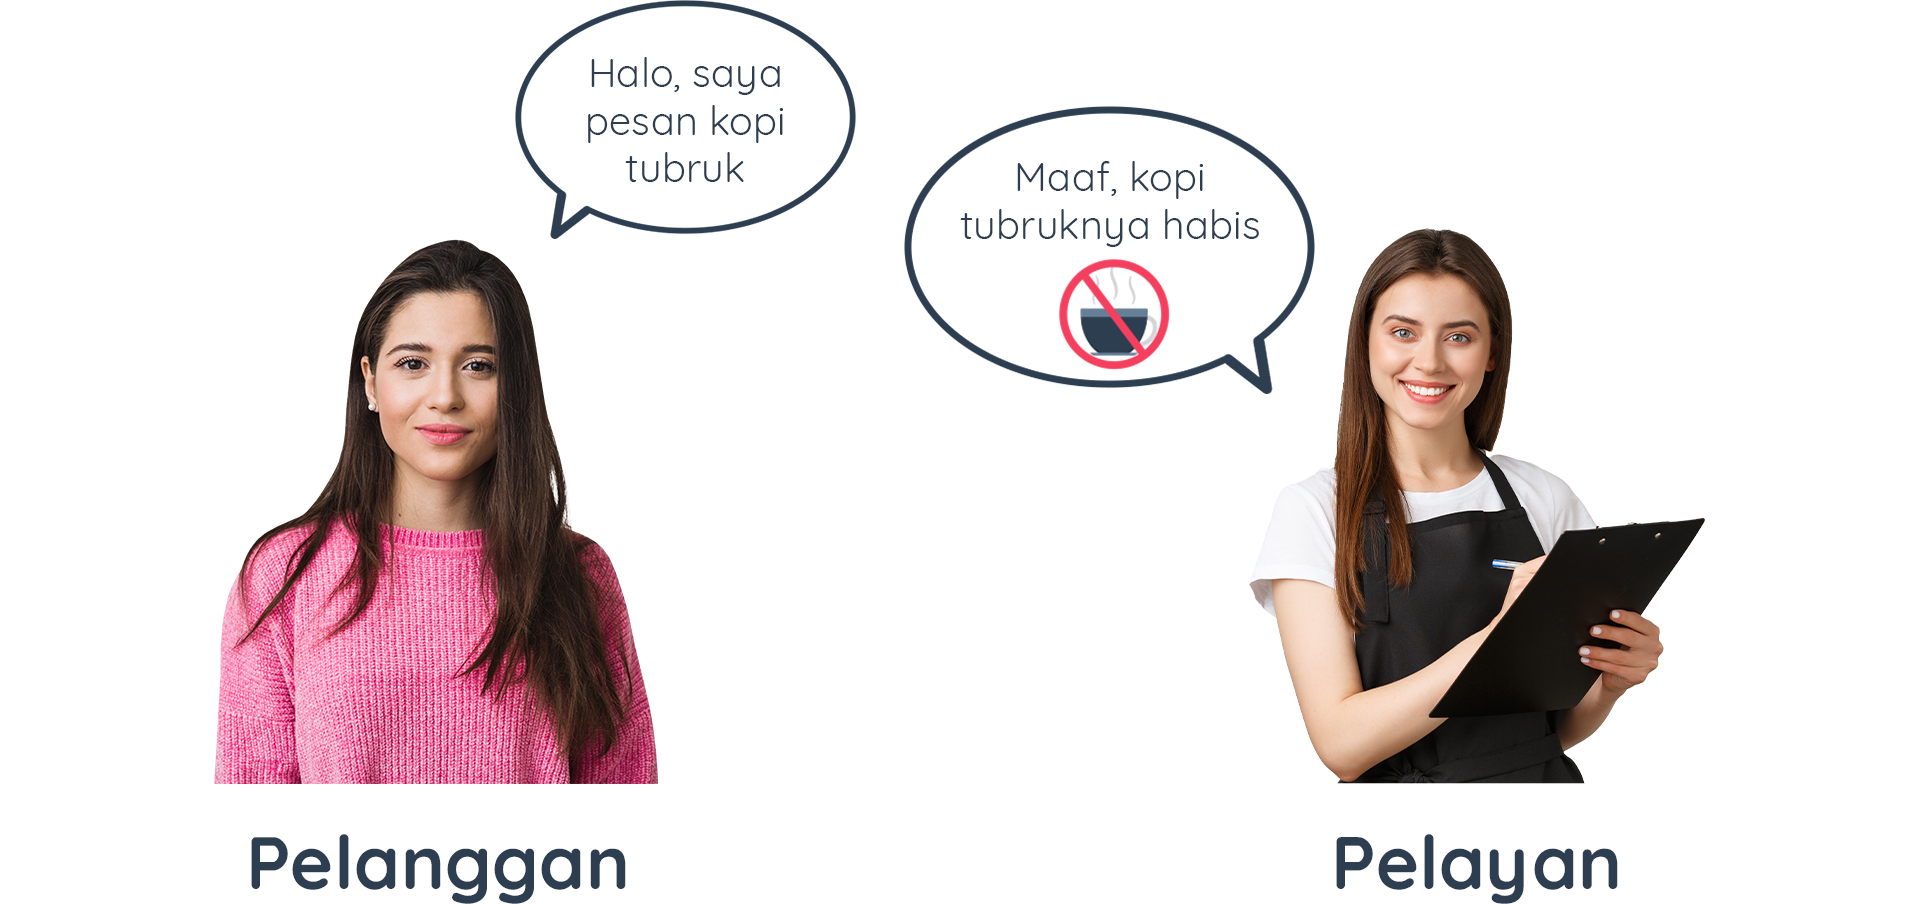 Halo, saya
pesan kopi
tubruk
Maaf, kopi
tubruknya habis
Pelanggan
Pelayan